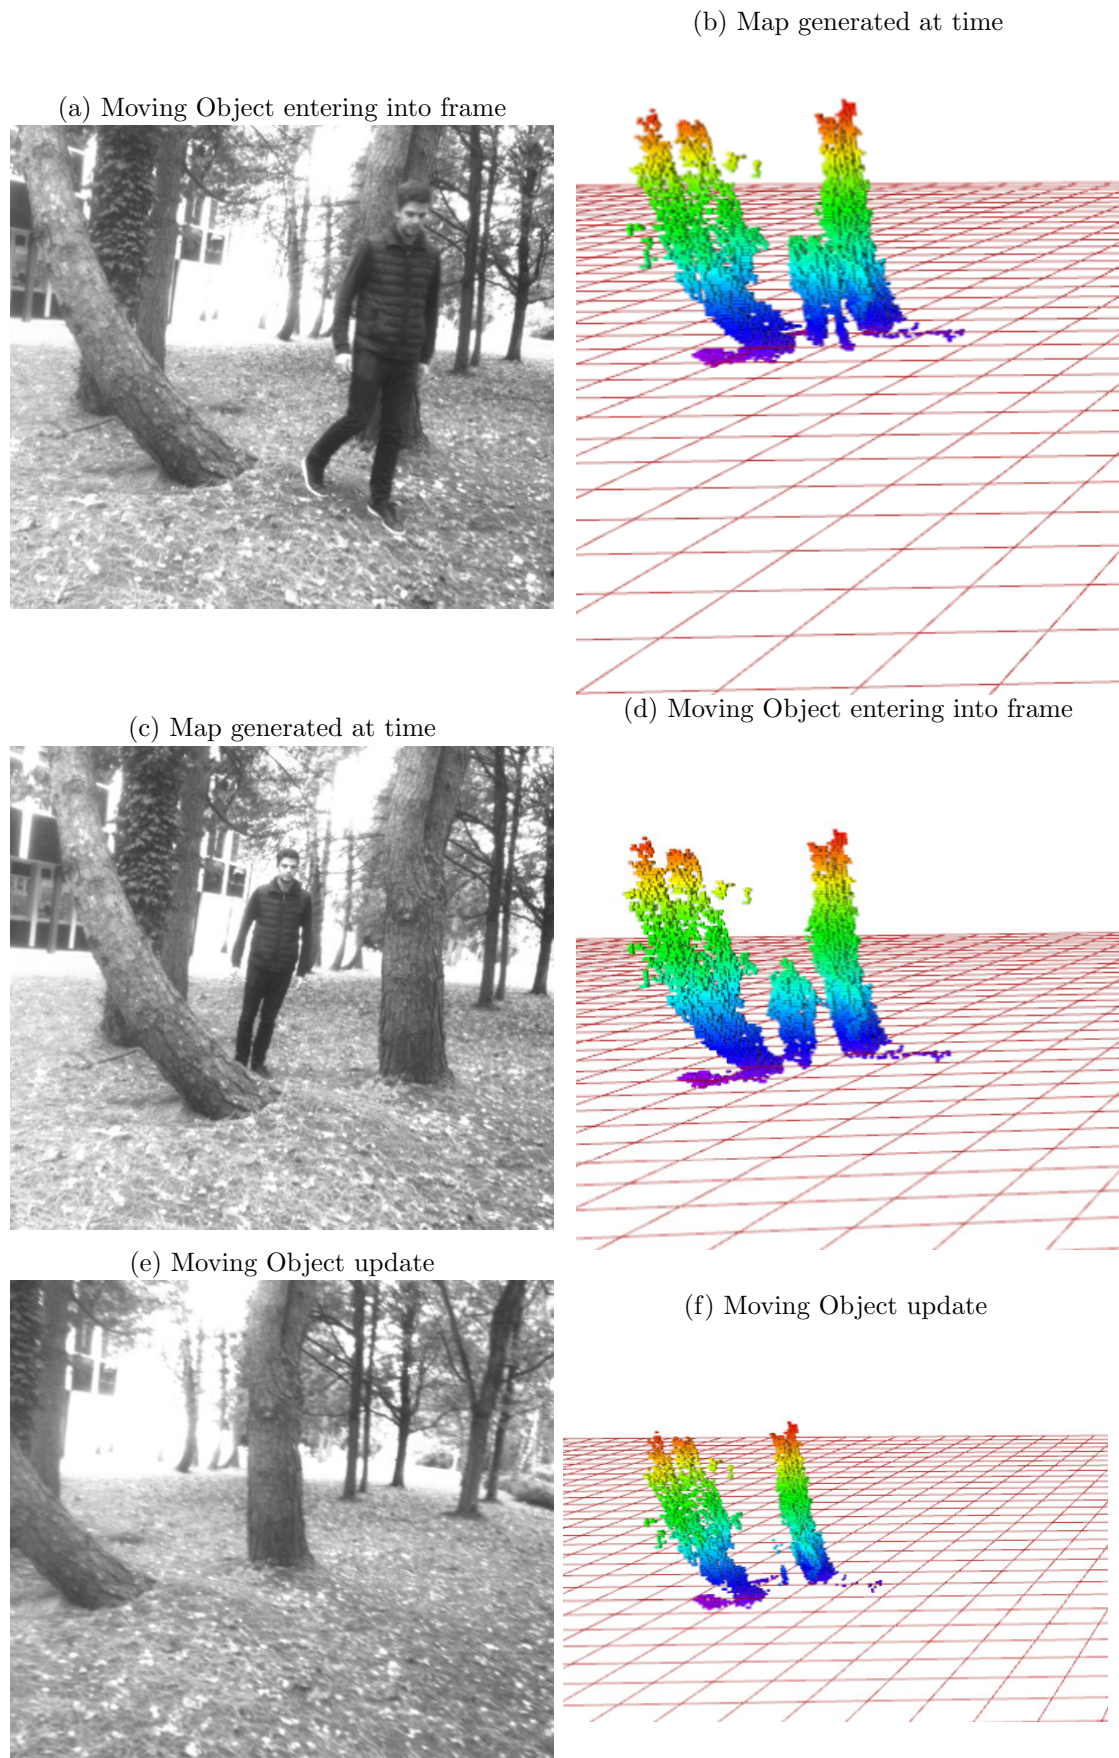 (a) Moving Object entering into frame
(b) Map generated at time
(c) Map generated at time
(d) Moving Object entering into frame
(e) Moving Object update
(f) Moving Object update